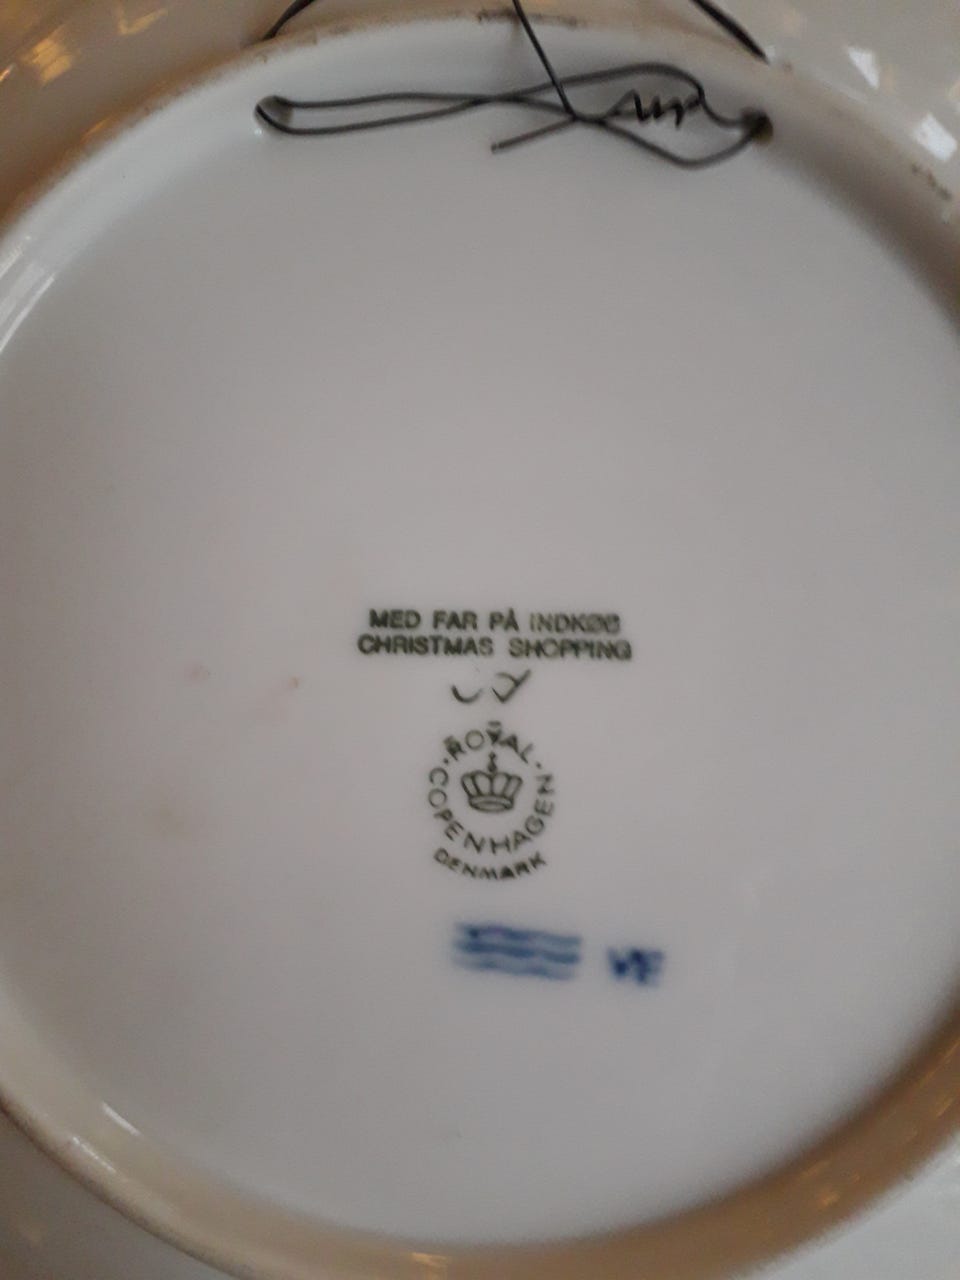 MED FAR PÅ INDKØB
CHRISTMAS SHOPPING
ROYAL
COPENHAGEN
DENMARK